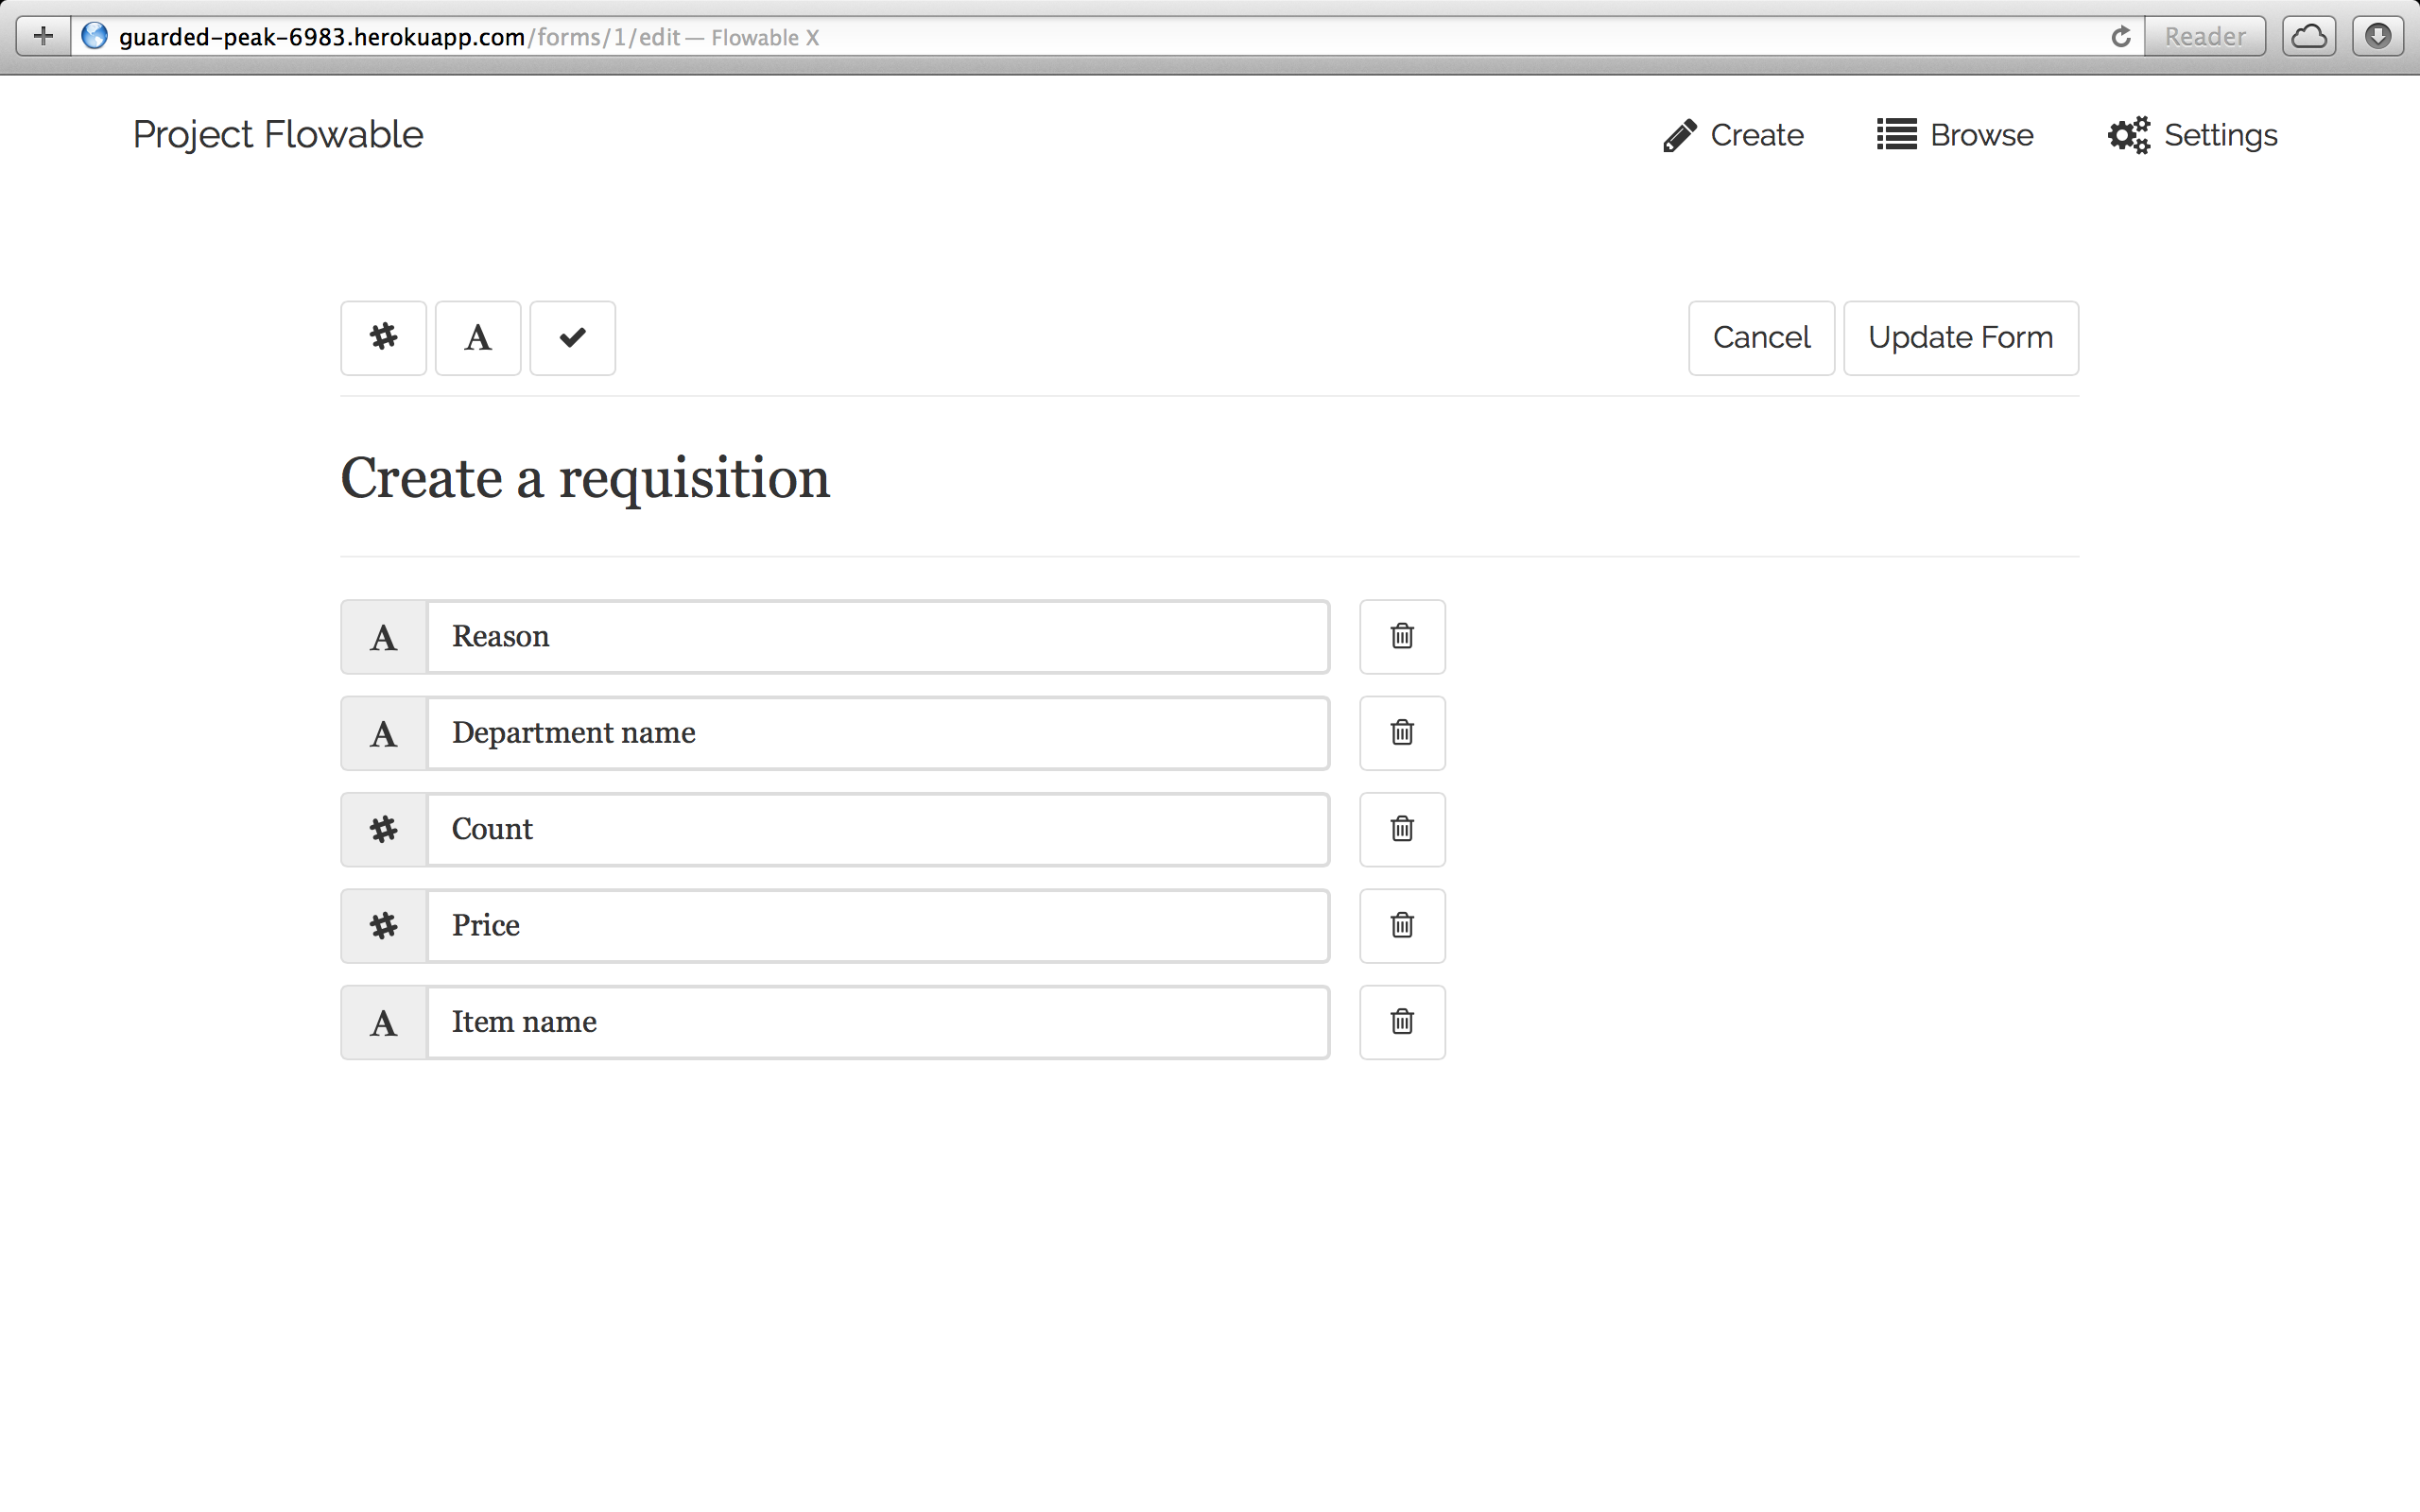 guarded-peak-6983.herokuapp.com/forms/1/edit — Flowable X
Reader
Project Flowable
Create
Browse
Settings
# A
Cancel
Update Form
Create a requisition
A Reason
A Department name
# Count
# Price
A Item name